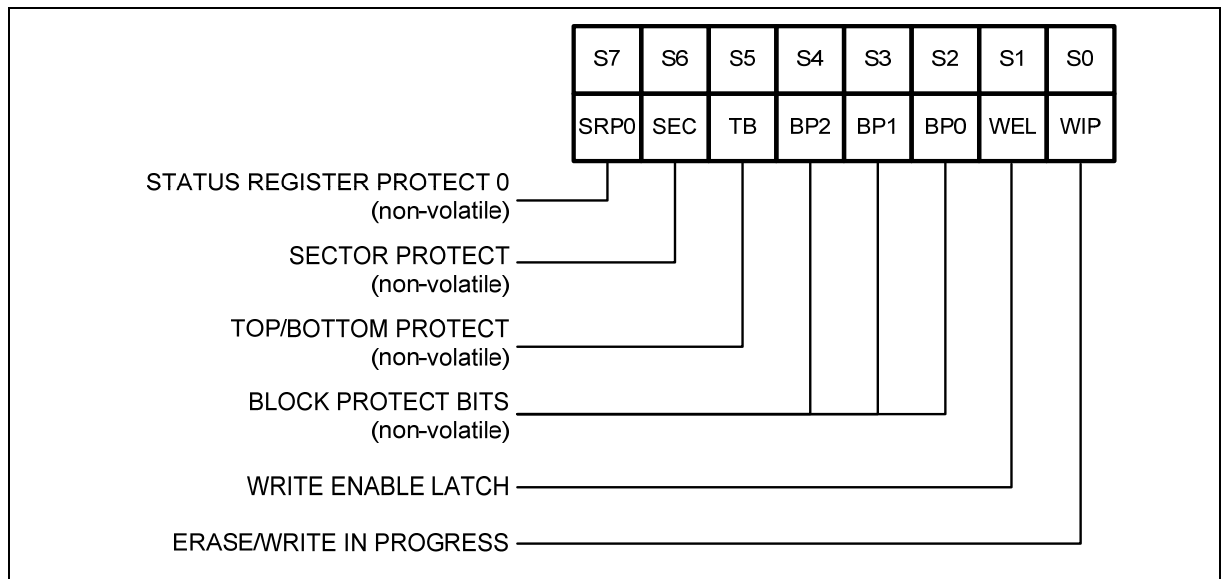 S7 S6 S5 S4 S3 S2 S1 S0
SRP0 SEC TB BP2 BP1 BP0 WEL WIP
STATUS REGISTER PROTECT 0
(non-volatile)
SECTOR PROTECT
(non-volatile)
TOP/BOTTOM PROTECT
(non-volatile)
BLOCK PROTECT BITS
(non-volatile)
WRITE ENABLE LATCH
ERASE/WRITE IN PROGRESS